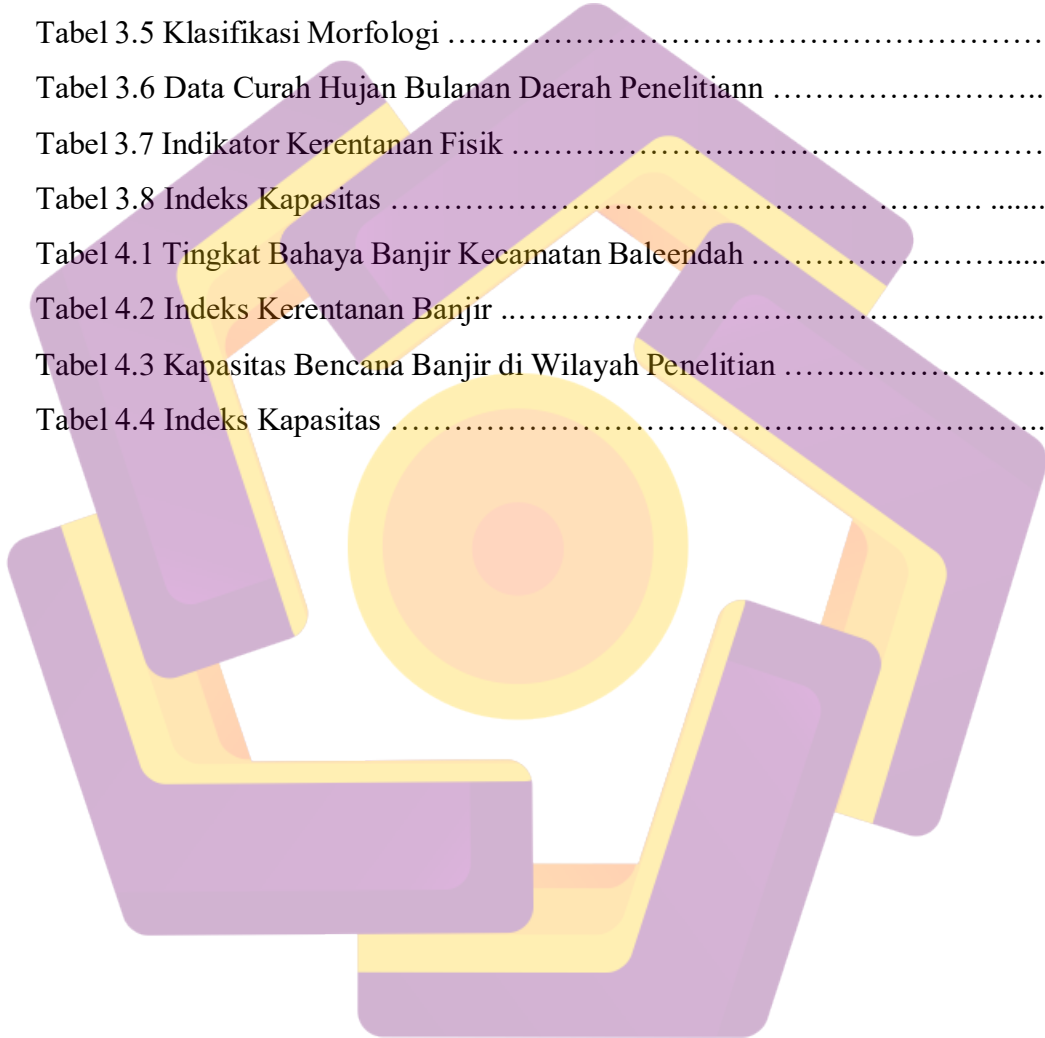 Tabel 3.5 Klasifikasi Morfologi ……………………………………………………
Tabel 3.6 Data Curah Hujan Bulanan Daerah Penelitiann ……………………..
Tabel 3.7 Indikator Kerentanan Fisik ……………………………………………
Tabel 3.8 Indeks Kapasitas ………………………………………… ……… .......
Tabel 4.1 Tingkat Bahaya Banjir Kecamatan Baleendah …………………......
Tabel 4.2 Indeks Kerentanan Banjir ...………………………………………......
Tabel 4.3 Kapasitas Bencana Banjir di Wilayah Penelitian …….………………
Tabel 4.4 Indeks Kapasitas ………………………………………………………..